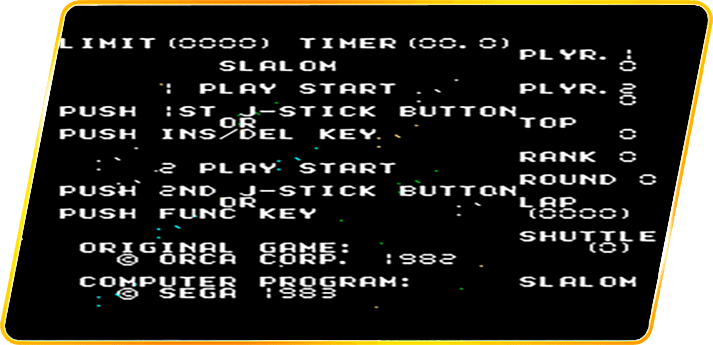 LIMIT(0000) TIMER(00.0)
PLYR.1
0
SLALOM
1 PLAY START
PLYR.2
0
PUSH 1ST J-STICK BUTTON
OR
TOP
PUSH INS/DEL KEY
0
RANK 0
2 PLAY START
ROUND 0
PUSH 2ND J-STICK BUTTON
OR
LAP
PUSH FUNC KEY
(0000)
SHUTTLE
(0)
ORIGINAL GAME:
© ORCA CORP. 1982
COMPUTER PROGRAM:
SLALOM
© SEGA 1983